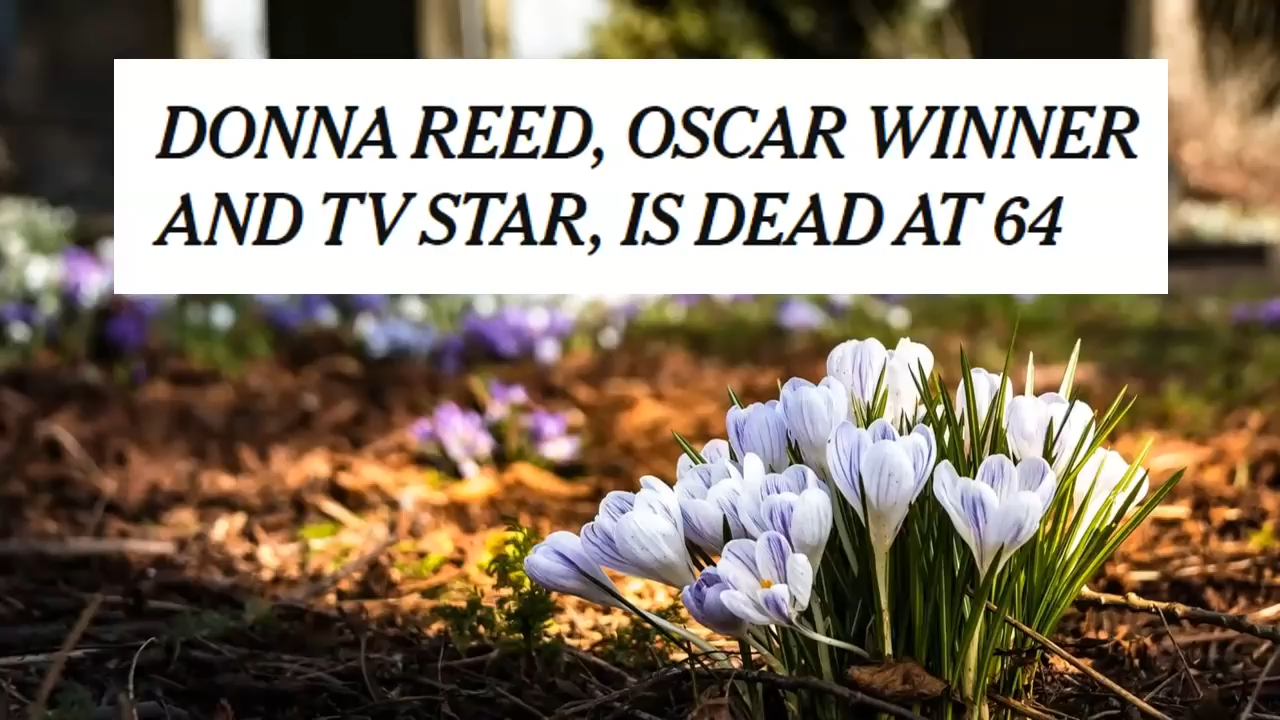 DONNA REED, OSCAR WINNER
AND TV STAR, IS DEAD AT 64